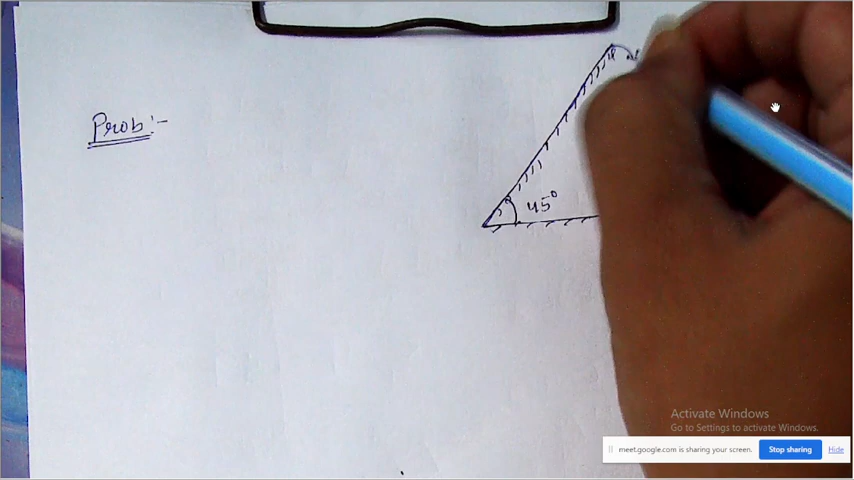 Prob:-
45°
Activate Windows
Go to Settings to activate Windows.
meet.google.com is sharing your screen.
Stop sharing
Hide